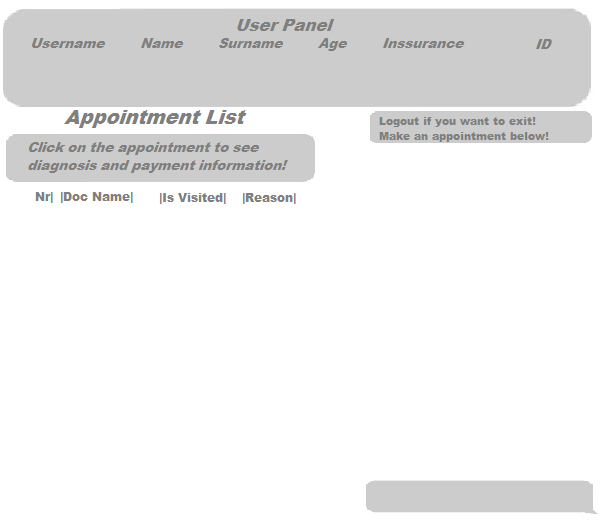 User Panel
Username Name Surname Age Inssurance ID
Appointment List
Logout if you want to exit!
Make an appointment below!
Click on the appointment to see
diagnosis and payment information!
Nr| |Doc Name| |Is Visited| |Reason|